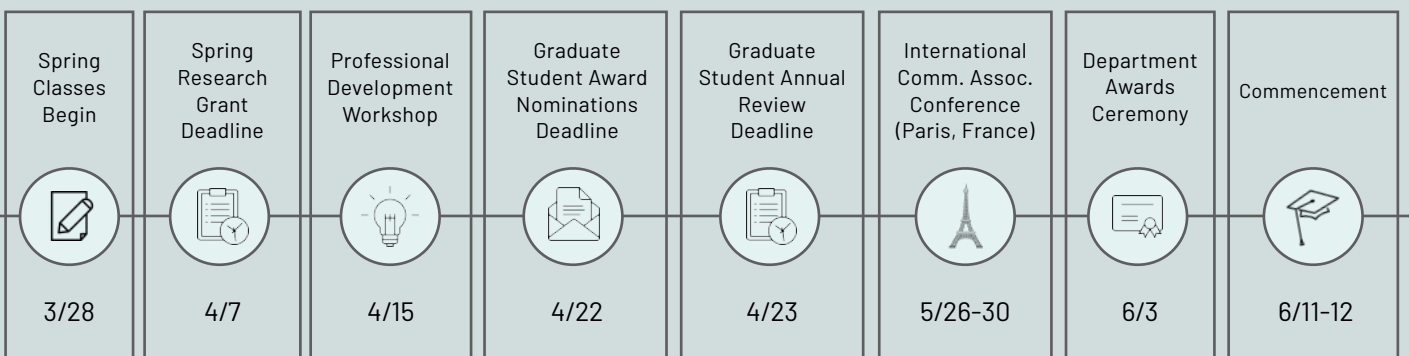 Spring
Classes
Begin
3/28
Spring
Research
Grant
Deadline
4/7
Professional
Development
Workshop
4/15
Graduate
Student Award
Nominations
Deadline
4/22
Graduate
Student Annual
Review
Deadline
4/23
International
Comm. Assoc.
Conference
(Paris, France)
5/26-30
Department
Awards
Ceremony
6/3
Commencement
6/11-12